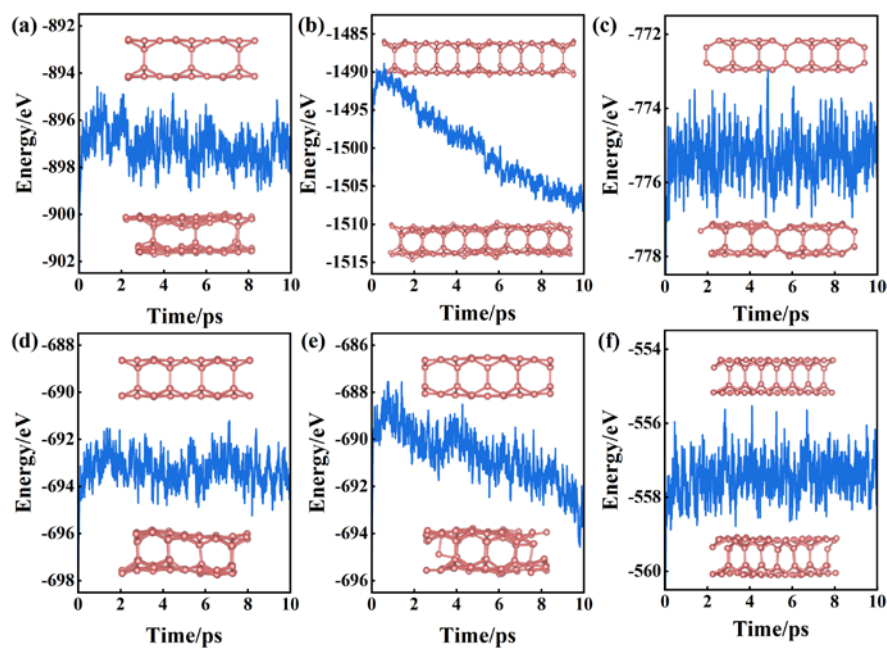 (a)
-892
-894
-896
-898
-900
-902
Energy/eV
0 2 4 6 8 10
Time/ps
(b)
-1485
-1490
-1500
-1505
-1510
-1515
Energy/eV
0 2 4 6 8 10
Time/ps
(c)
-772
-774
-776
-778
Energy/eV
0 2 4 6 8 10
Time/ps
(d)
-688
-690
-692
-694
-696
-698
Energy/eV
0 2 4 6 8 10
Time/ps
(e)
-686
-688
-690
-692
-694
-696
Energy/eV
0 2 4 6 8 10
Time/ps
(f)
-554
-556
-558
-560
Energy/eV
0 2 4 6 8 10
Time/ps